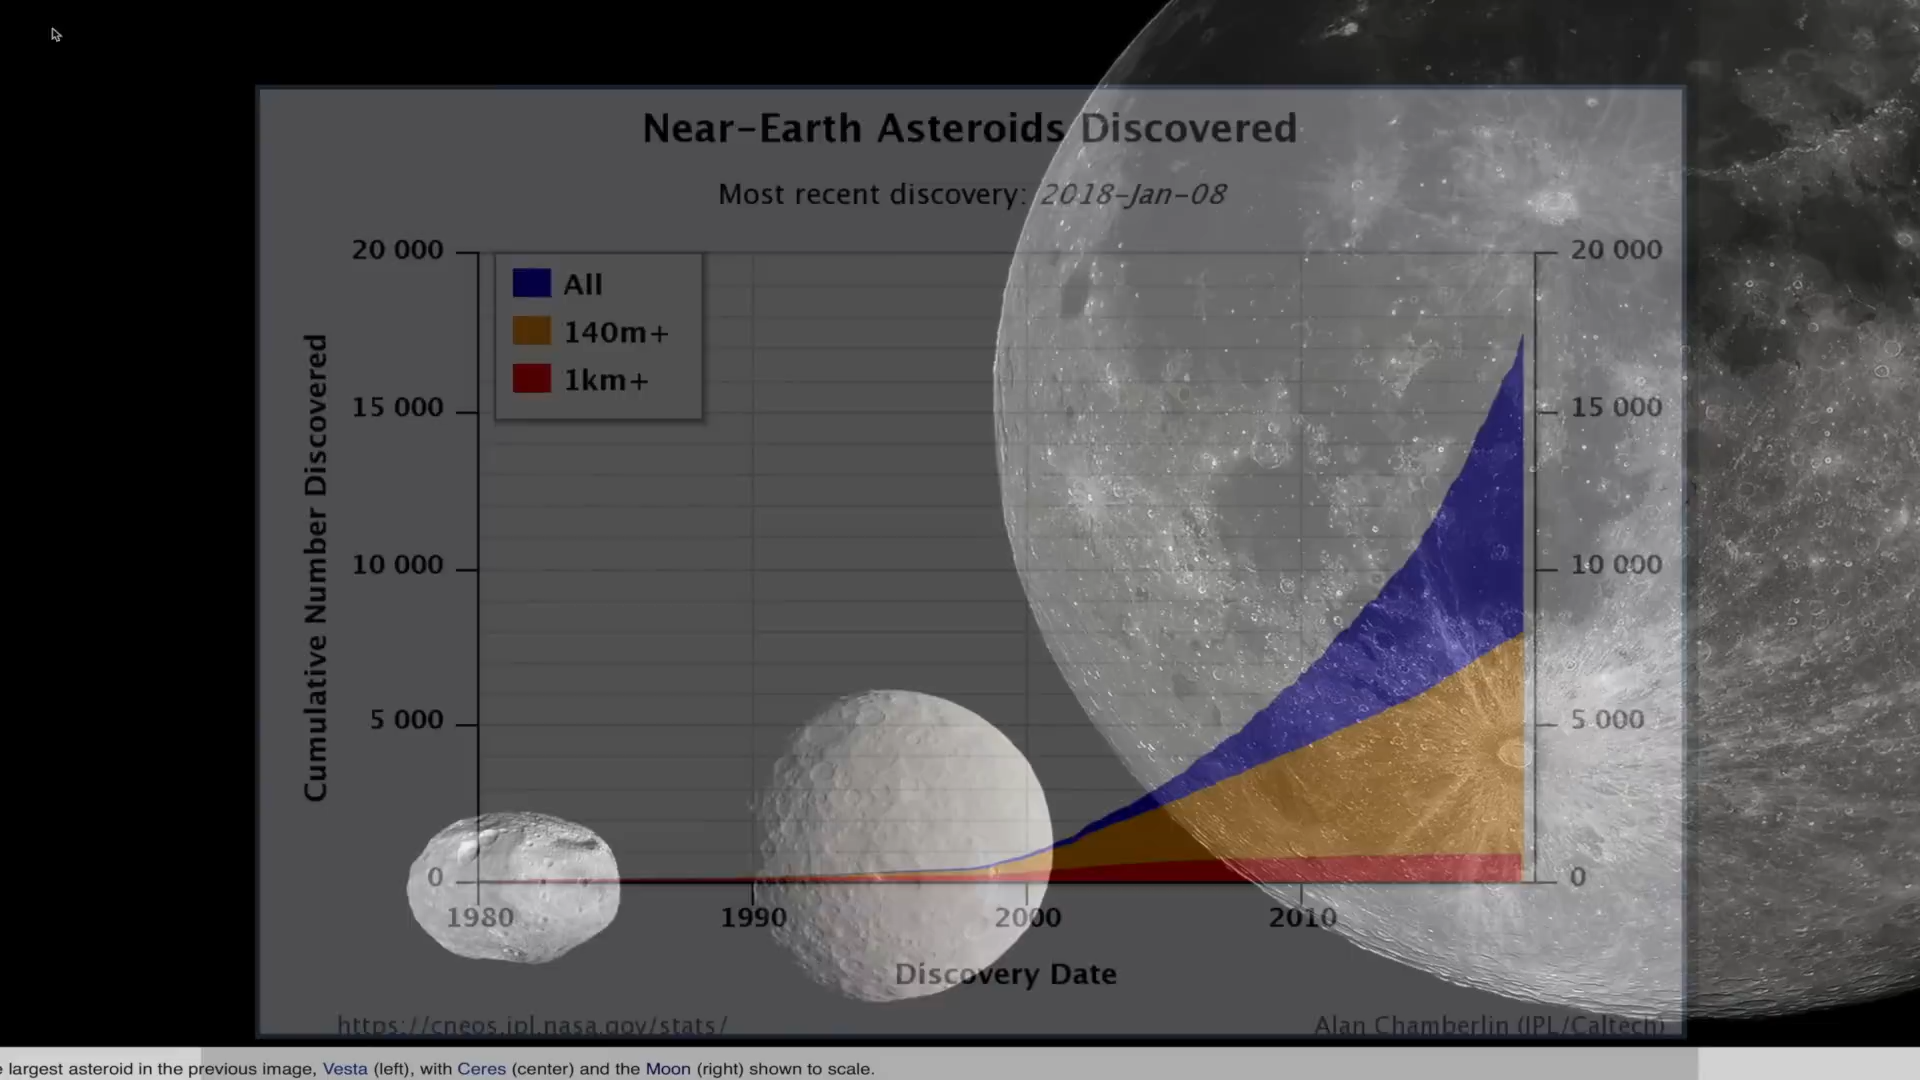 Near-Earth Asteroids Discovered
Most recent discovery: 2018-Jan-08
20 000
15 000
10 000
5 000
0
Cumulative Number Discovered
All
140m+
1km+
20 000
15 000
10 000
5 000
0
1980
1990
2000
2010
Discovery Date
https://cneos.jpl.nasa.gov/stats/
Alan Chamberlin (JPL/Caltech)
largest asteroid in the previous image, Vesta (left), with Ceres (center) and the Moon (right) shown to scale.